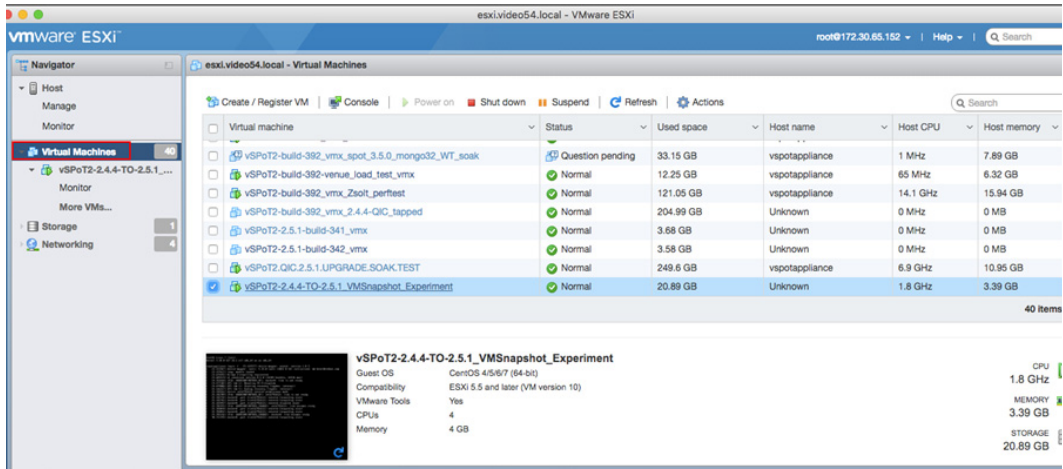 esxi.video54.local - VMware ESXi
vmware ESXi™
root@172.30.65.152 | Help | Search
Navigator
Host
Manage
Monitor
Virtual Machines 40
vSPoT2-2.4.4-TO-2.5.1_...
Monitor
More VMs...
Storage 1
Networking 4
esxi.video54.local - Virtual Machines
Create / Register VM | Console | Power on Shut down Suspend | Refresh | Actions
Search
Virtual machine Status Used space Host name Host CPU Host memory
vSPoT2-build-392_vmx_spot_3.5.0_mongo32_WT_soak Question pending 33.15 GB vspotappliance 1 MHz 7.89 GB
vSPoT2-build-392-venue_load_test_vmx Normal 12.25 GB vspotappliance 65 MHz 6.32 GB
vSPoT2-build-392_vmx_Zsolt_perftest Normal 121.05 GB vspotappliance 14.1 GHz 15.94 GB
vSPoT2-build-392_vmx_2.4.4-QIC_tapped Normal 204.99 GB Unknown 0 MHz 0 MB
vSPoT2-2.5.1-build-341_vmx Normal 3.68 GB Unknown 0 MHz 0 MB
vSPoT2-2.5.1-build-342_vmx Normal 3.58 GB Unknown 0 MHz 0 MB
vSPoT2.QIC.2.5.1.UPGRADE.SOAK.TEST Normal 249.6 GB vspotappliance 6.9 GHz 10.95 GB
vSPoT2-2.4.4-TO-2.5.1_VMSnapshot_Experiment Normal 20.89 GB Unknown 1.8 GHz 3.39 GB
40 items
vSPoT2-2.4.4-TO-2.5.1_VMSnapshot_Experiment
Guest OS CentOS 4/5/6/7 (64-bit)
Compatibility ESXi 5.5 and later (VM version 10)
VMware Tools Yes
CPUs 4
Memory 4 GB
CPU
1.8 GHz
MEMORY
3.39 GB
STORAGE
20.89 GB